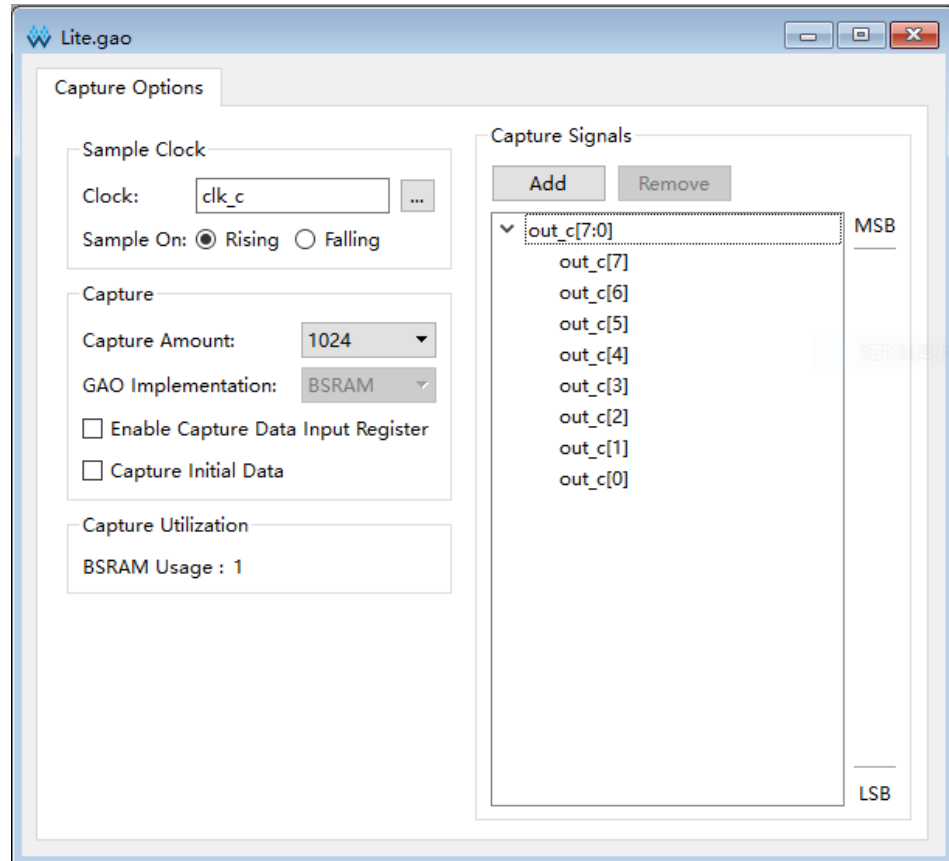 Lite.gao
Capture Options
Sample Clock
Clock: clk_c ...
Sample On: Rising Falling
Capture
Capture Amount: 1024
GAO Implementation: BSRAM
Enable Capture Data Input Register
Capture Initial Data
Capture Utilization
BSRAM Usage : 1
Capture Signals
Add Remove
out_c[7:0] MSB
out_c[7]
out_c[6]
out_c[5]
out_c[4]
out_c[3]
out_c[2]
out_c[1]
out_c[0]
LSB